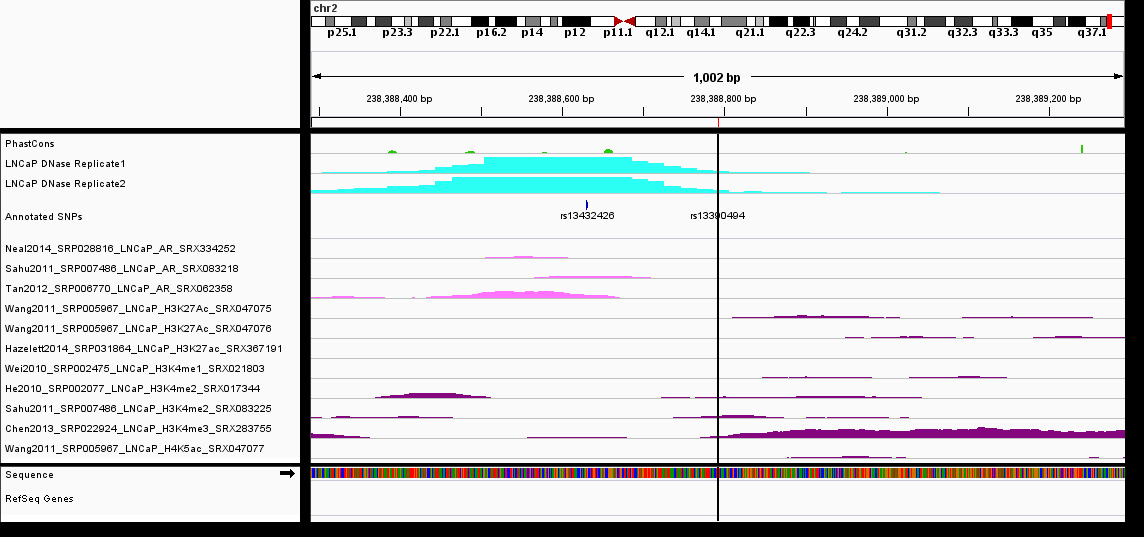 chr2
p25.1 p23.3 p22.1 p16.2 p14 p12 p11.1 q12.1 q14.1 q21.1 q22.3 q24.2 q31.2 q32.3 q33.3 q35 q37.1
1,002 bp
238,388,400 bp 238,388,600 bp 238,388,800 bp 238,389,000 bp 238,389,200 bp
PhastCons
LNCaP DNase Replicate1
LNCaP DNase Replicate2
Annotated SNPs rs13432426 rs13390494
Neal2014_SRP028816_LNCaP_AR_SRX334252
Sahu2011_SRP007486_LNCaP_AR_SRX083218
Tan2012_SRP006770_LNCaP_AR_SRX062358
Wang2011_SRP005967_LNCaP_H3K27Ac_SRX047075
Wang2011_SRP005967_LNCaP_H3K27Ac_SRX047076
Hazelett2014_SRP031864_LNCaP_H3K27ac_SRX367191
Wei2010_SRP002475_LNCaP_H3K4me1_SRX021803
He2010_SRP002077_LNCaP_H3K4me2_SRX017344
Sahu2011_SRP007486_LNCaP_H3K4me2_SRX083225
Chen2013_SRP022924_LNCaP_H3K4me3_SRX283755
Wang2011_SRP005967_LNCaP_H4K5ac_SRX047077
Sequence
RefSeq Genes